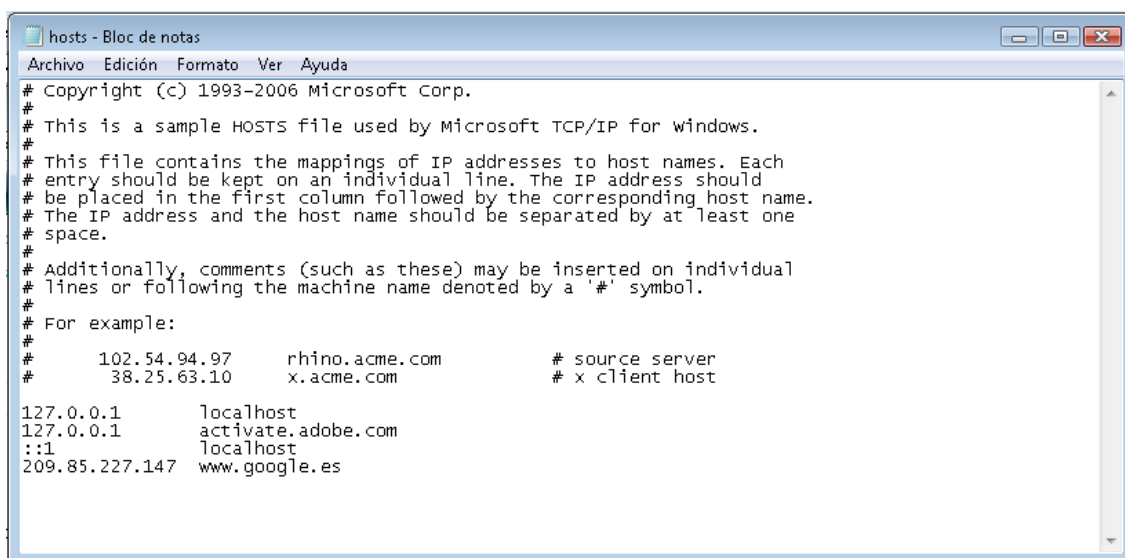 hosts - Bloc de notas
Archivo Edición Formato Ver Ayuda
# Copyright (c) 1993-2006 Microsoft Corp.
#
# This is a sample HOSTS file used by Microsoft TCP/IP for Windows.
#
# This file contains the mappings of IP addresses to host names. Each
# entry should be kept on an individual line. The IP address should
# be placed in the first column followed by the corresponding host name.
# The IP address and the host name should be separated by at least one
# space.
#
# Additionally, comments (such as these) may be inserted on individual
# lines or following the machine name denoted by a '#' symbol.
#
# For example:
#
#      102.54.94.97     rhino.acme.com          # source server
#       38.25.63.10     x.acme.com              # x client host
127.0.0.1       localhost
127.0.0.1       activate.adobe.com
::1             localhost
209.85.227.147  www.google.es